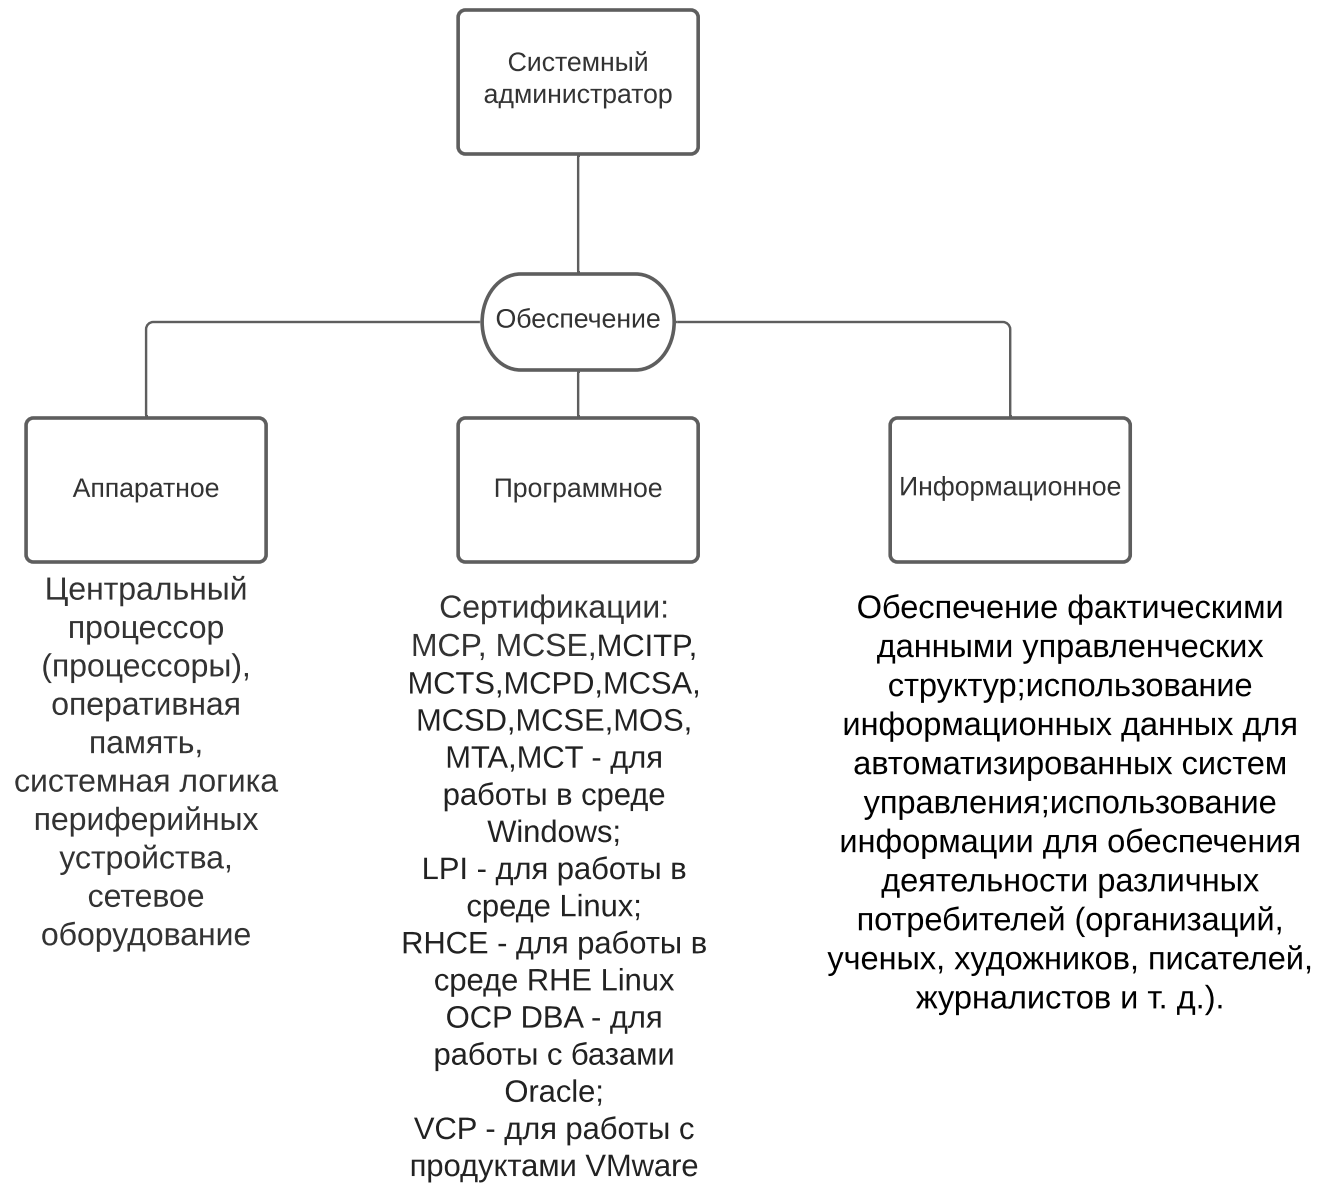 Системный
администратор
Обеспечение
Аппаратное
Программное
Информационное
Центральный
процессор
(процессоры),
оперативная
память,
системная логика
периферийных
устройства,
сетевое
оборудование
Сертификации:
MCP, MCSE,MCITP,
MCTS,MCPD,MCSA,
MCSD,MCSE,MOS,
MTA,MCT - для
работы в среде
Windows;
LPI - для работы в
среде Linux;
RHCE - для работы в
среде RHE Linux
OCP DBA - для
работы с базами
Oracle;
VCP - для работы с
продуктами VMware
Обеспечение фактическими
данными управленческих
структур;использование
информационных данных для
автоматизированных систем
управления;использование
информации для обеспечения
деятельности различных
потребителей (организаций,
ученых, художников, писателей,
журналистов и т. д.).